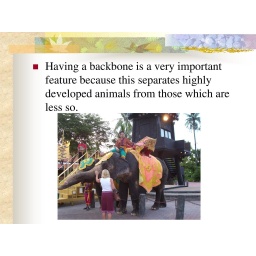 Having a backbone is a very important
feature because this separates highly
developed animals from those which are
less so.